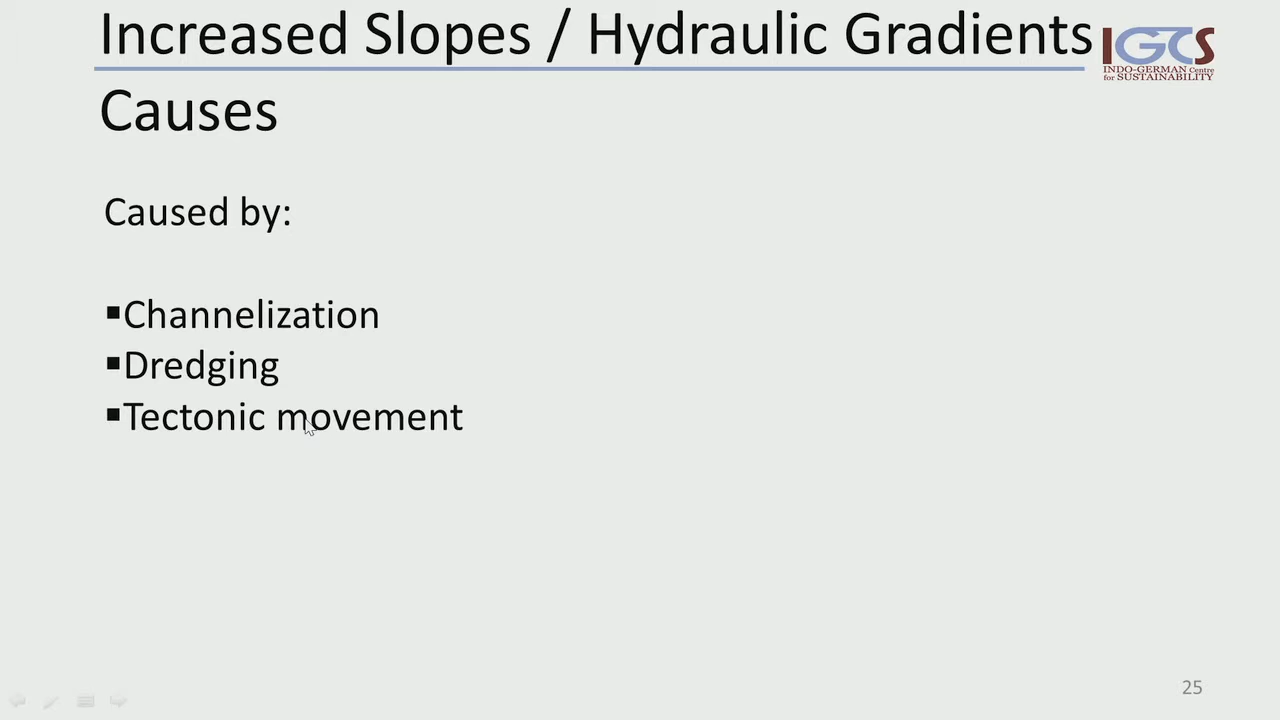 Increased Slopes / Hydraulic Gradients
Causes
IGCS
INDO-GERMAN Centre
for SUSTAINABILITY
Caused by:
▪Channelization
▪Dredging
▪Tectonic movement
25